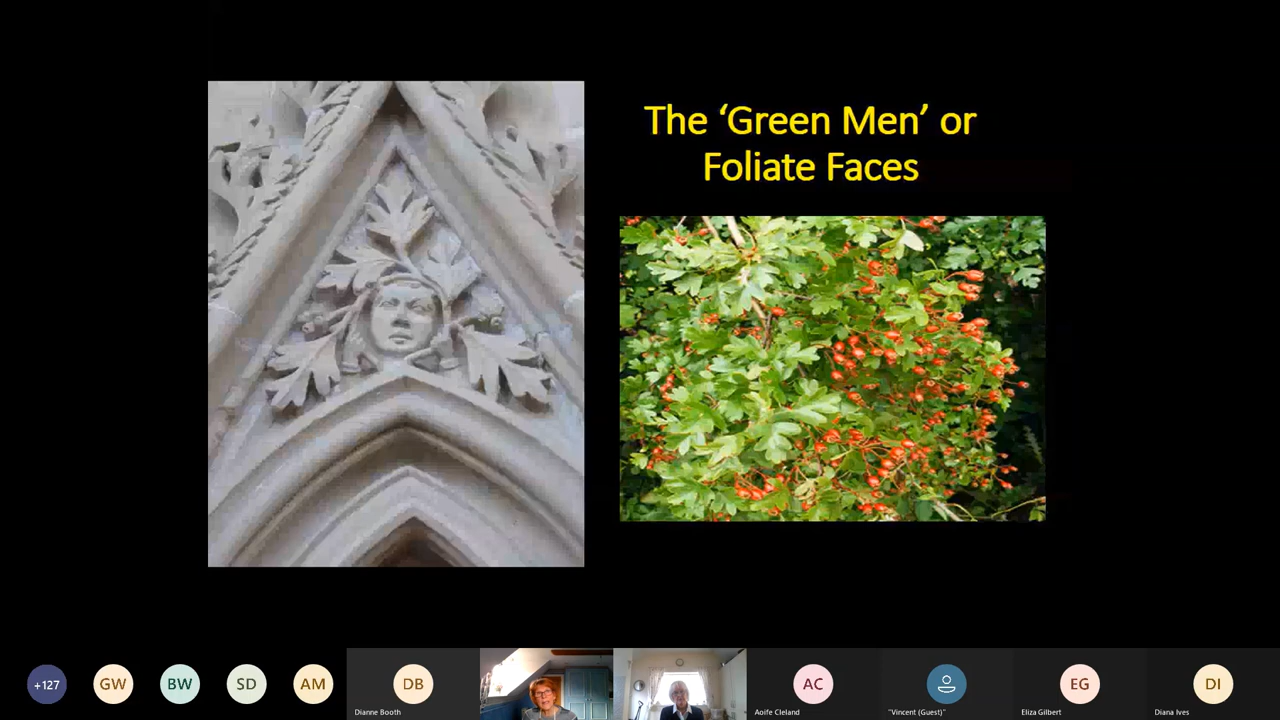 The ‘Green Men’ or
Foliate Faces
+127
GW
BW
SD
AM
DB
Dianne Booth
AC
Aoife Cleland
"Vincent (Guest)"
EG
Eliza Gilbert
DI
Diana Ives